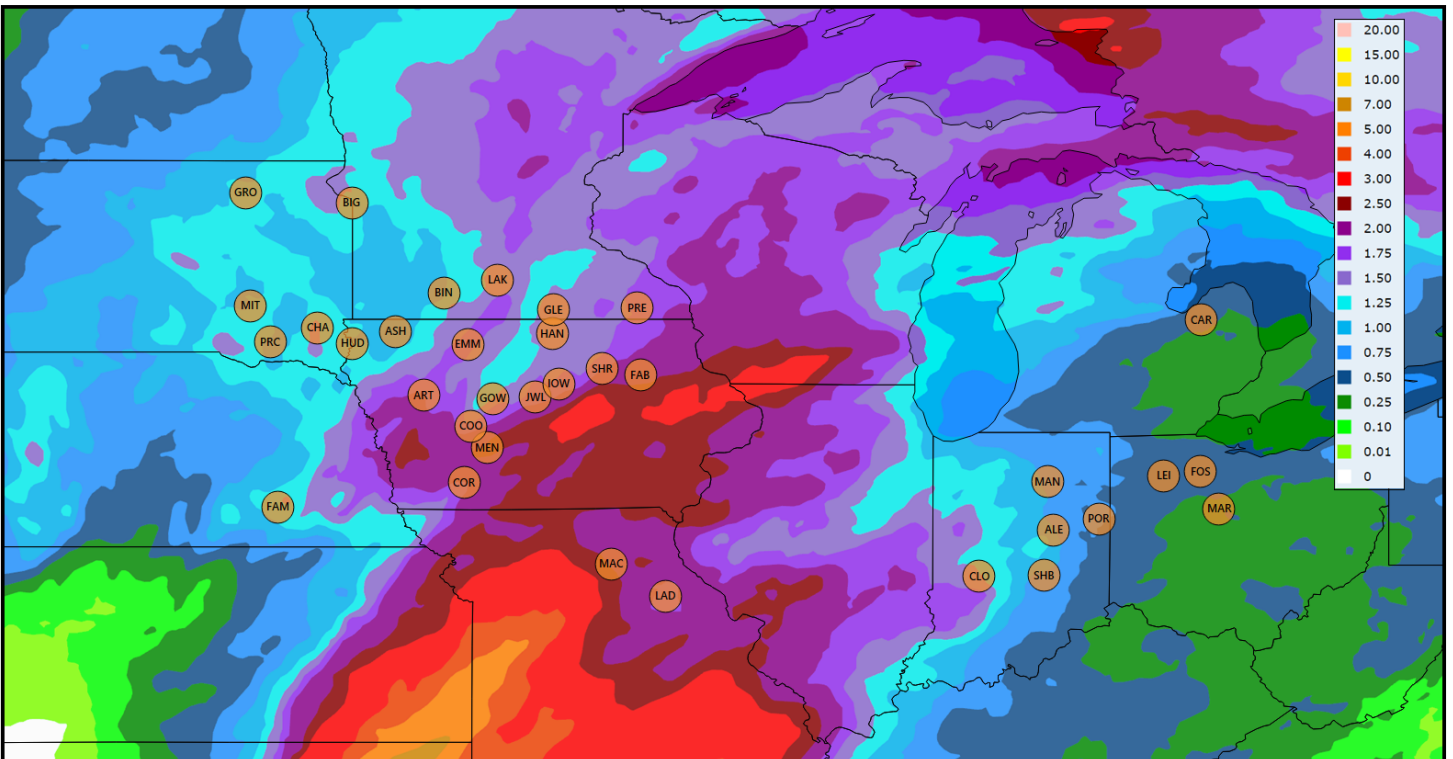 20.00
15.00
10.00
7.00
5.00
4.00
3.00
2.50
2.00
1.75
1.50
1.25
1.00
0.75
0.50
0.25
0.10
0.01
0
GRO
BIG
LAK
BIN
MIT
GLE
PRE
CAR
CHA
ASH
HAN
PRC
HUD
EMM
SHR
FAB
IOW
ART
GOW
JWL
COO
MEN
COR
MAN
LEI
FOS
FAM
MAR
POR
ALE
MAC
CLO
SHB
LAD